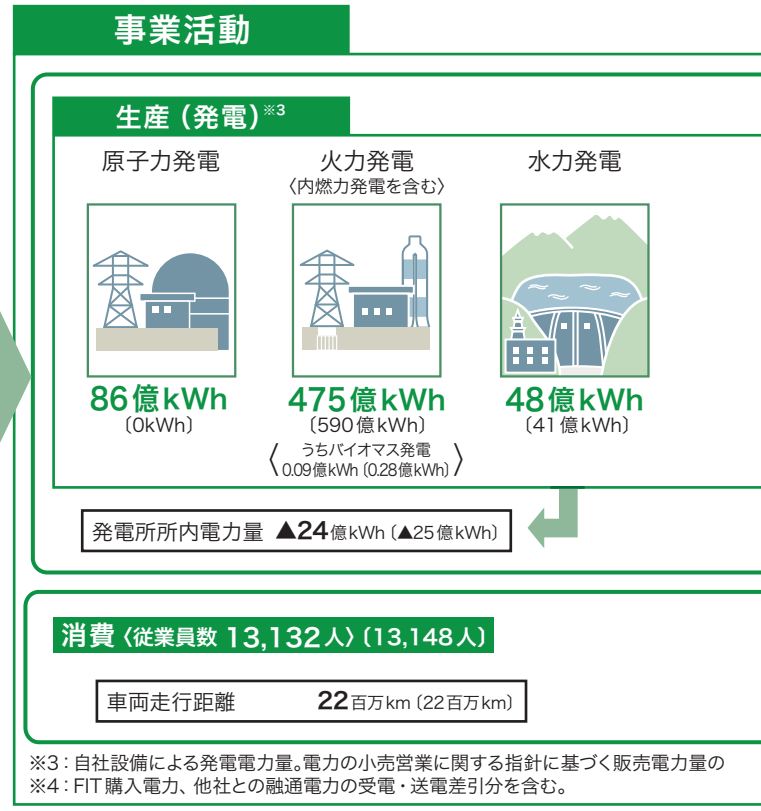 事業活動
生産（発電）※3
原子力発電
火力発電
〈内燃力発電を含む〉
水力発電
86億kWh
〔0kWh〕
475億kWh
〔590億kWh〕
〈うちバイオマス発電
0.09億kWh〔0.28億kWh〕〉
48億kWh
〔41億kWh〕
発電所所内電力量 ▲24億kWh〔▲25億kWh〕
消費〈従業員数 13,132人〉〔13,148人〕
車両走行距離 22百万km〔22百万km〕
※3：自社設備による発電電力量。電力の小売営業に関する指針に基づく販売電力量の
※4：FIT購入電力、他社との融通電力の受電・送電差引分を含む。